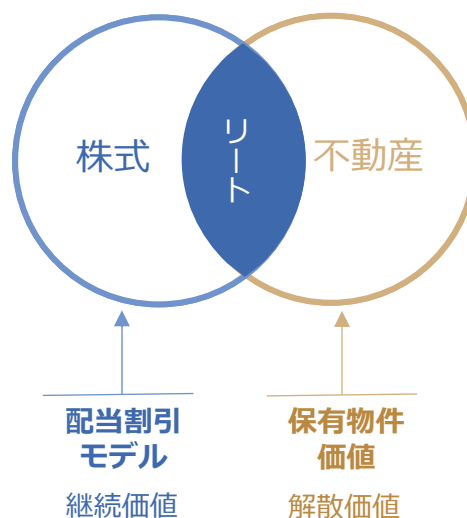 株式
リート
不動産
配当割引
モデル
継続価値
保有物件
価値
解散価値